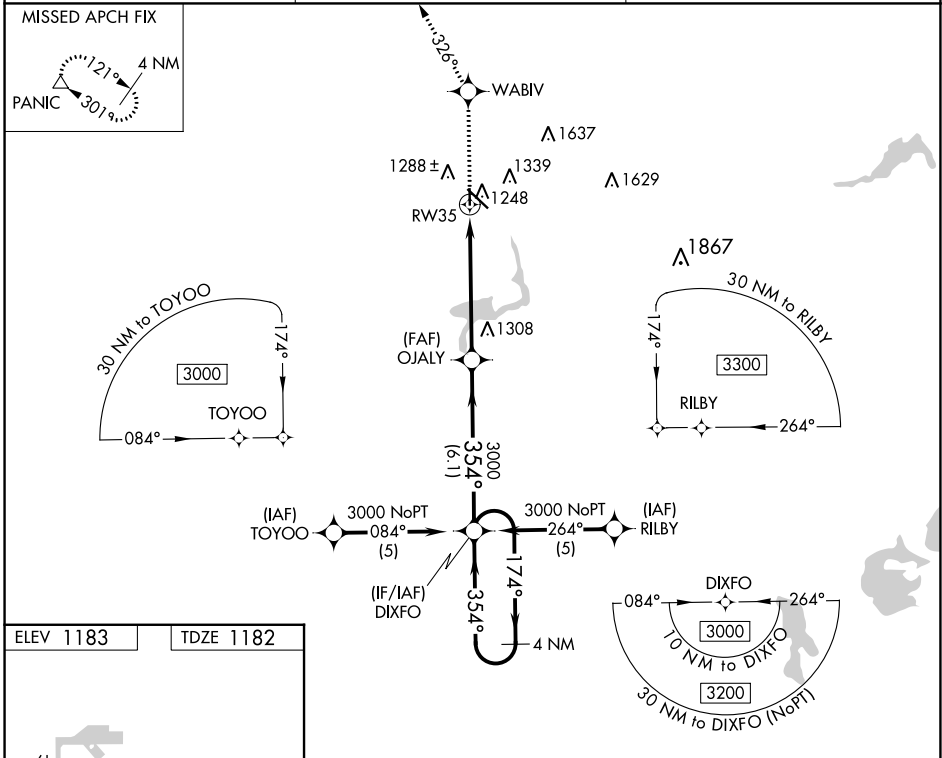 MISSED APCH FIX
4 NM
121°
PANIC
301°
326°
WABIV
1637
1288 ±
1339
1629
1248
RW35
1867
30 NM to TOYOO
174°
3000
TOYOO
084°
(FAF)
OJALY
1308
30 NM to RILBY
174°
3300
RILBY
264°
3000
354°
(6.1)
(IAF)
TOYOO
3000 NoPT
084°
(5)
3000 NoPT
264°
(5)
(IAF)
RILBY
(IF/IAF)
DIXFO
354°
174°
4 NM
DIXFO
084°
264°
3000
10 NM to DIXFO
3200
30 NM to DIXFO (NoPT)
ELEV 1183
TDZE 1182